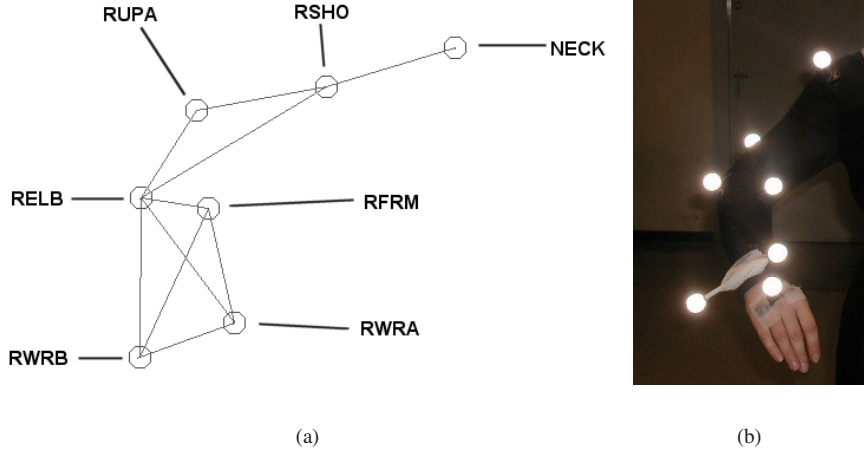 RUPA
RSHO
NECK
RELB
RFRM
RWRA
RWRB
(a)
(b)